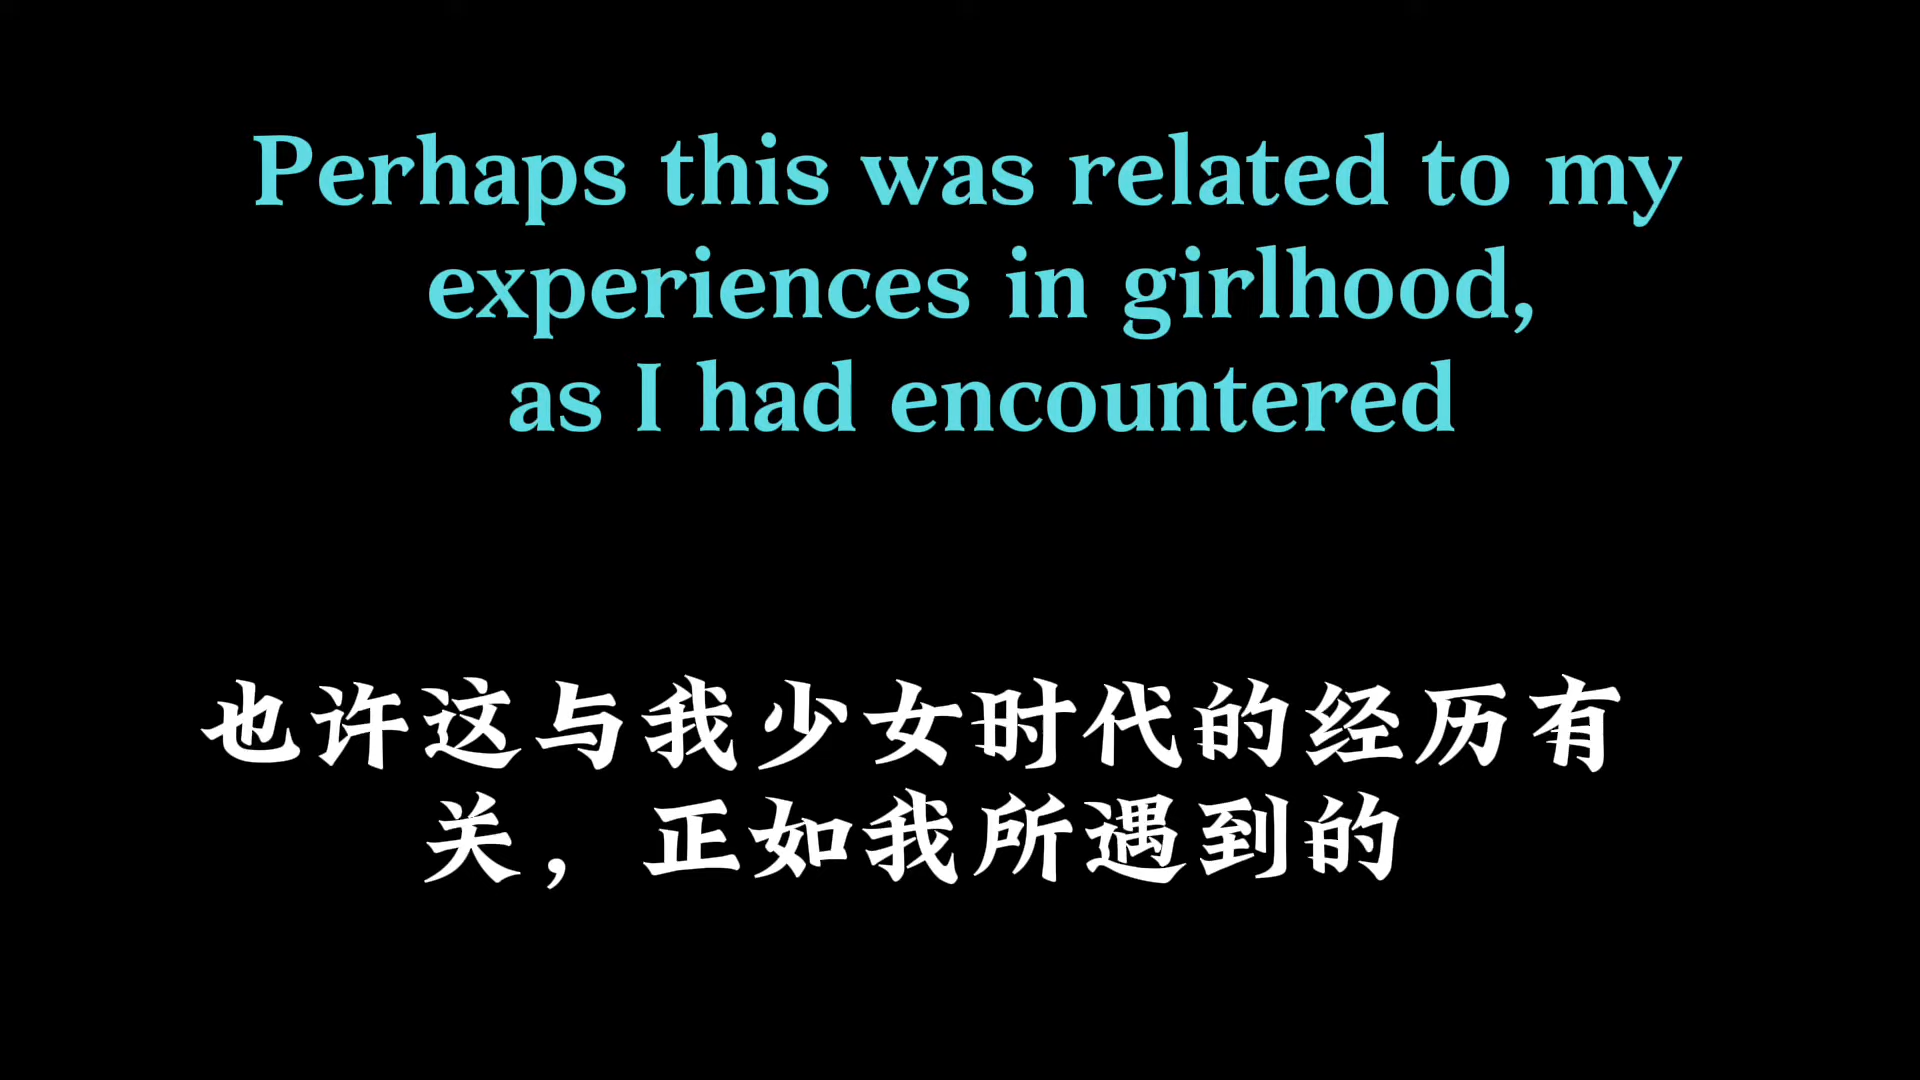 Perhaps this was related to my
experiences in girlhood,
as I had encountered
也许这与我少女时代的经历有
关，正如我所遇到的